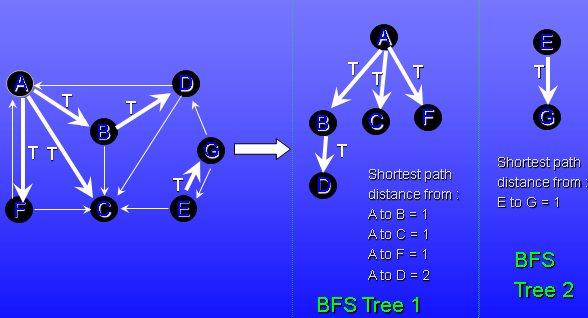 A
D
T
T
B
G
T
T
T
F
C
E
A
T
T
T
B
C
F
T
D
Shortest path
distance from :
A to B = 1
A to C = 1
A to F = 1
A to D = 2
BFS Tree 1
E
T
G
Shortest path
distance from :
E to G = 1
BFS
Tree 2